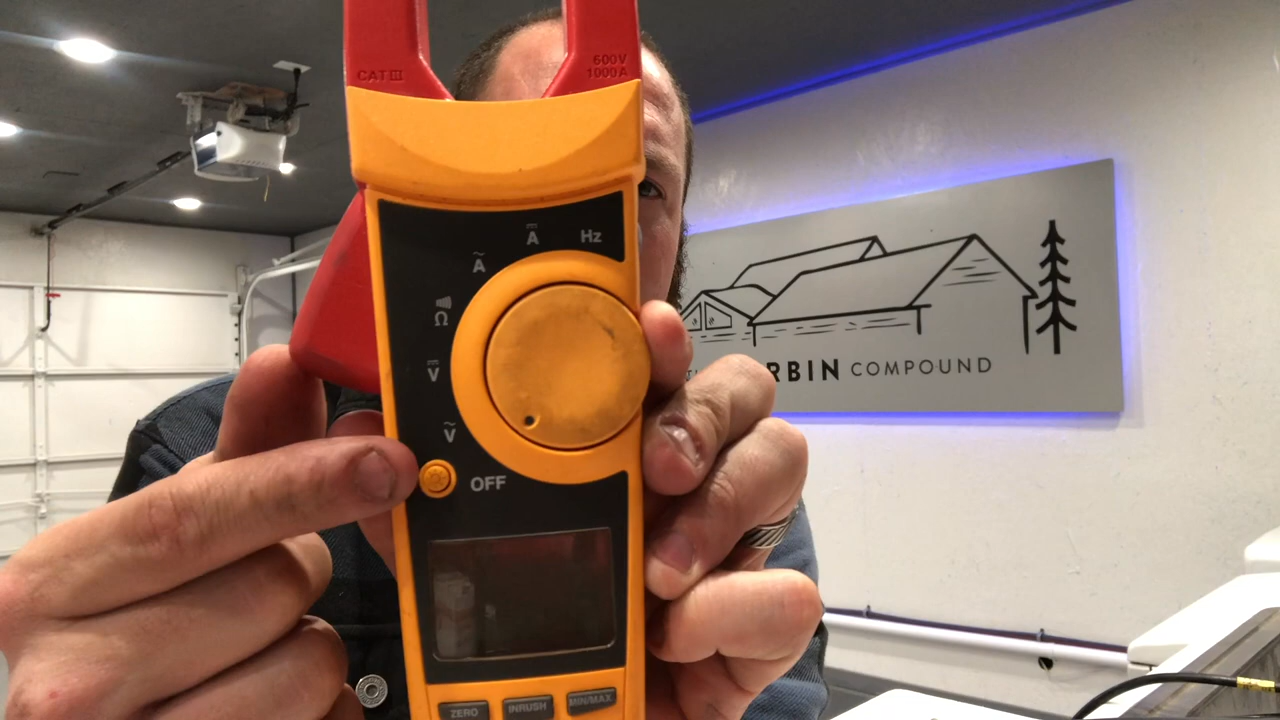 CAT III
600V
1000A
Hz
A
A
Ω
V
V
OFF
RBIN COMPOUND
ZERO
INRUSH
MIN/MAX